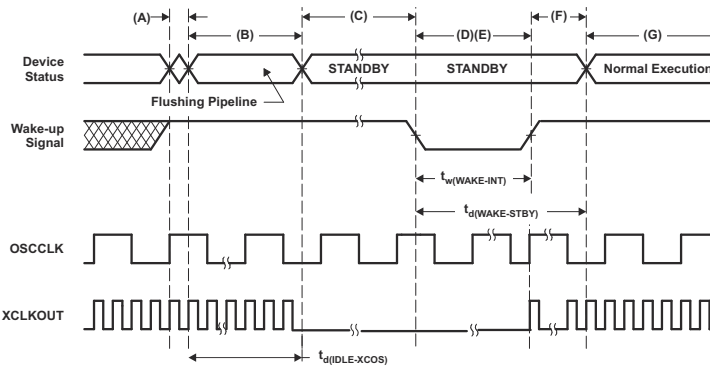 (A)
(B)
(C)
(D)(E)
(F)
(G)
Device
Status
STANDBY
STANDBY
Normal Execution
Flushing Pipeline
Wake-up
Signal
tw(WAKE-INT)
td(WAKE-STBY)
OSCCLK
XCLKOUT
td(IDLE-XCOS)